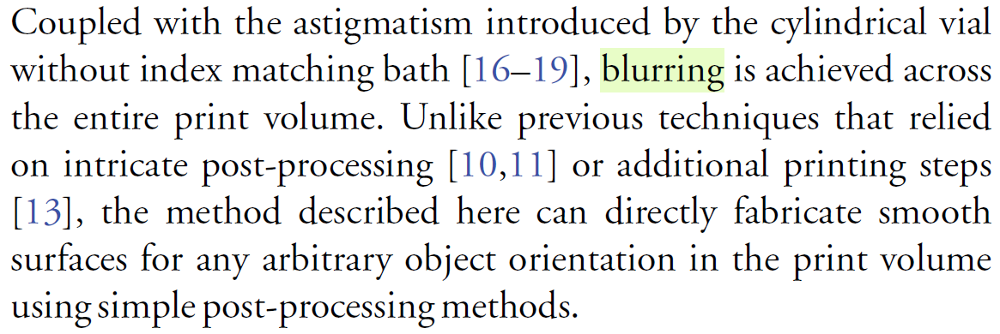 Coupled with the astigmatism introduced by the cylindrical vial
without index matching bath [16–19], blurring is achieved across
the entire print volume. Unlike previous techniques that relied
on intricate post-processing [10,11] or additional printing steps
[13], the method described here can directly fabricate smooth
surfaces for any arbitrary object orientation in the print volume
using simple post-processing methods.